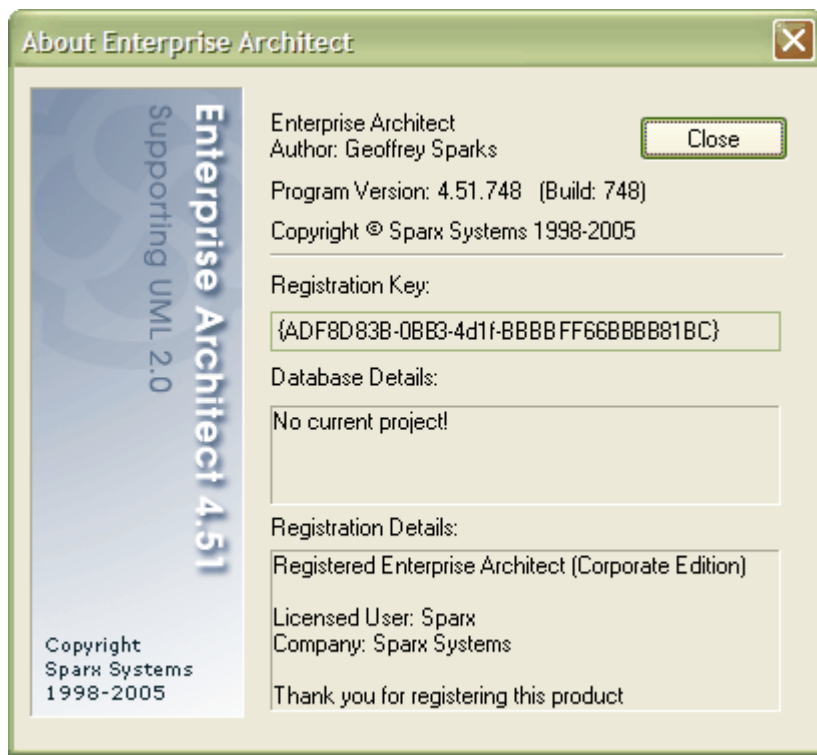 About Enterprise Architect
Enterprise Architect 4.51
Supporting UML 2.0
Copyright
Sparx Systems
1998-2005
Enterprise Architect
Author: Geoffrey Sparks
Close
Program Version: 4.51.748 (Build: 748)
Copyright © Sparx Systems 1998-2005
Registration Key:
{ADF8D83B-0BB3-4d1f-BBBBFF66BBBB81BC}
Database Details:
No current project!
Registration Details:
Registered Enterprise Architect (Corporate Edition)
Licensed User: Sparx
Company: Sparx Systems
Thank you for registering this product